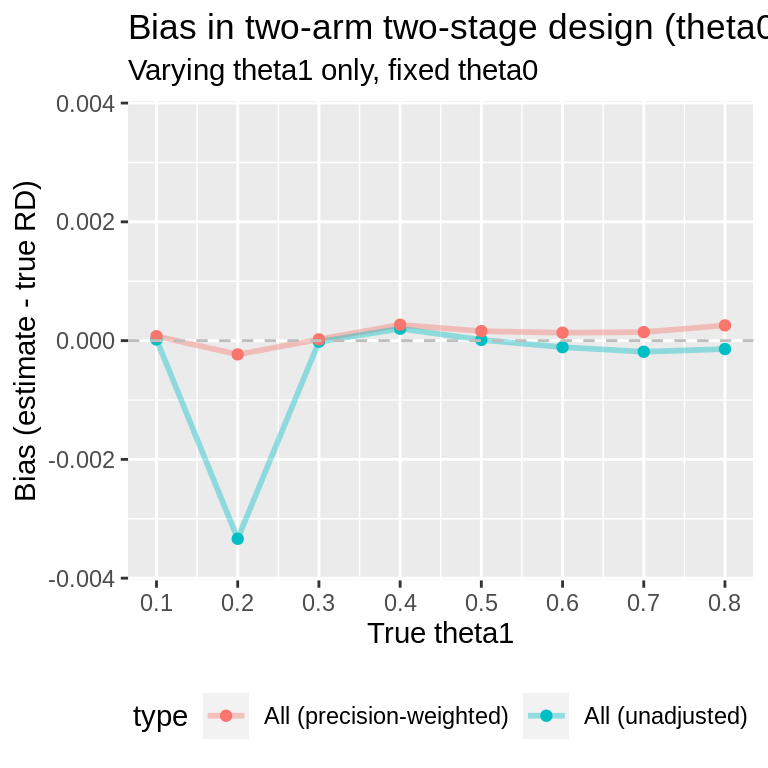 Bias in two-arm two-stage design (theta0
Varying theta1 only, fixed theta0
Bias (estimate - true RD)
0.004
0.002
0.000
-0.002
-0.004
0.1 0.2 0.3 0.4 0.5 0.6 0.7 0.8
True theta1
type All (precision-weighted) All (unadjusted)